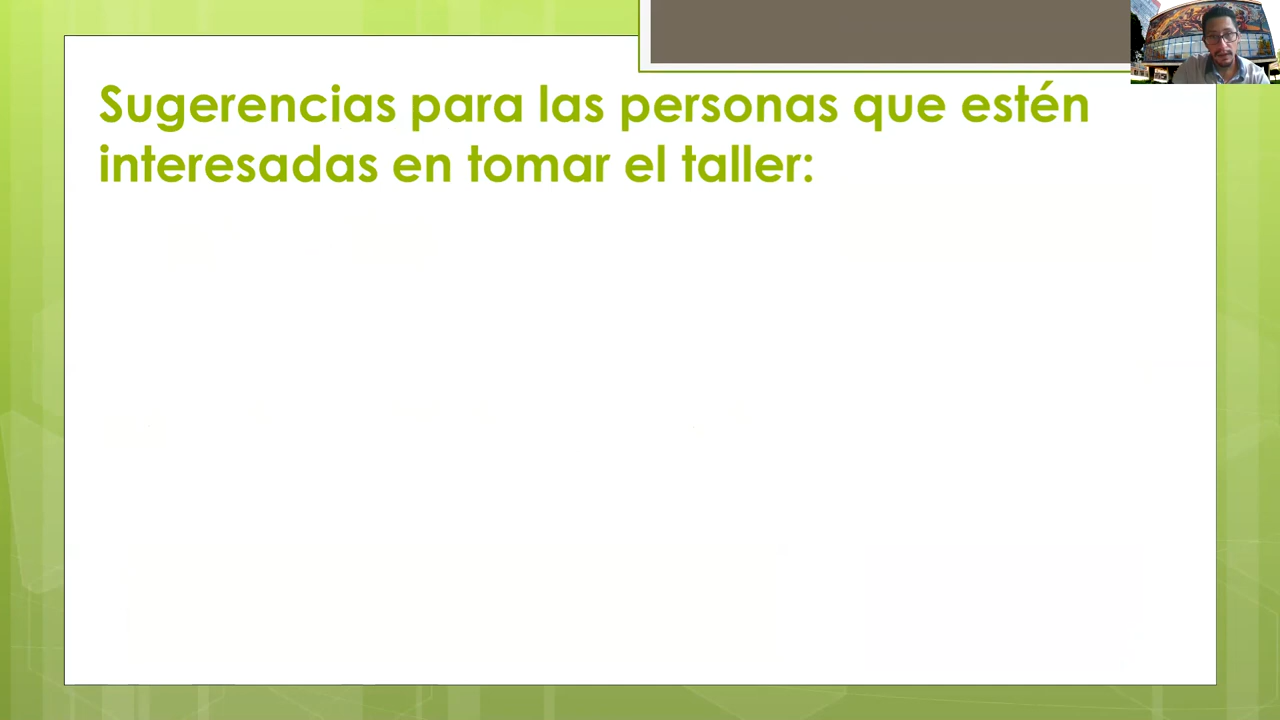 Sugerencias para las personas que estén
interesadas en tomar el taller: